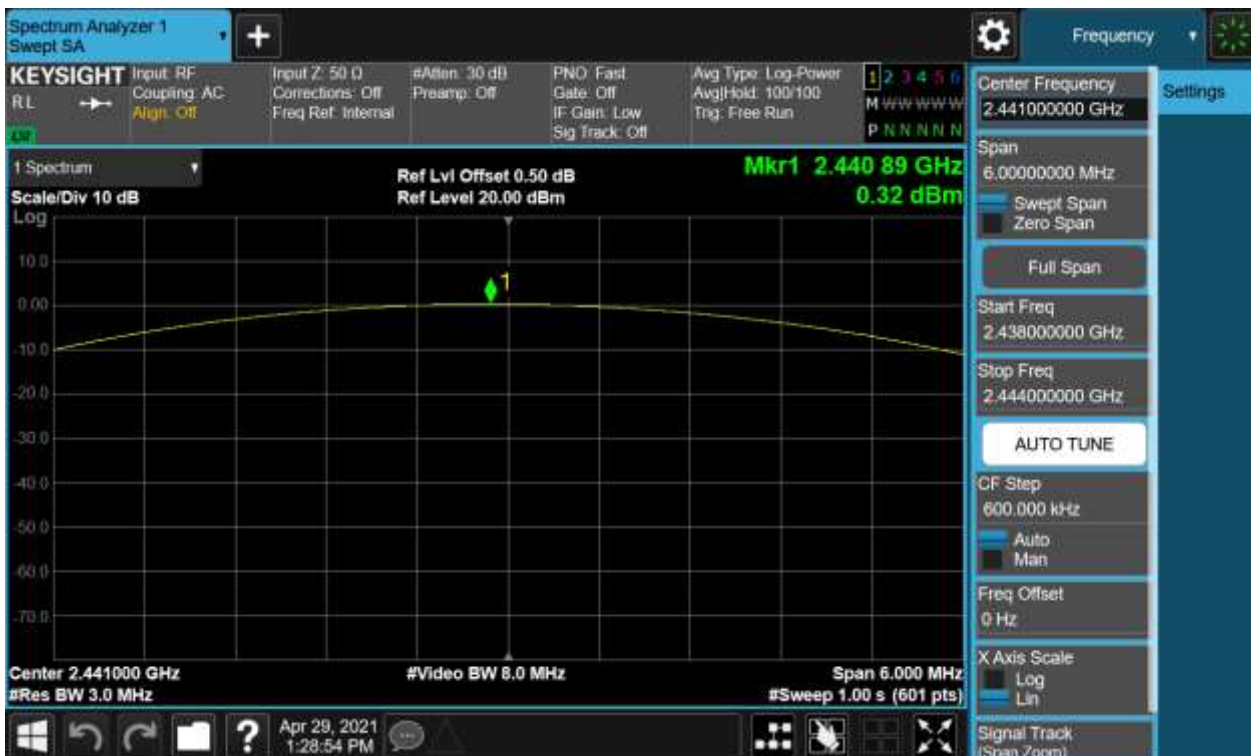 Spectrum Analyzer 1
Swept SA
Frequency
KEYSIGHT
RL
Input: RF
Coupling: AC
Align: Off
Input Z: 50 Ω
Corrections: Off
Freq Ref: Internal
#Atten: 30 dB
Preamp: Off
PNO: Fast
Gate: Off
IF Gain: Low
Sig Track: Off
Avg Type: Log-Power
Avg|Hold: 100/100
Trig: Free Run
1 2 3 4 5 6
M W W W W W
P N N N N N
1 Spectrum
Scale/Div 10 dB
Ref Lvl Offset 0.50 dB
Ref Level 20.00 dBm
Mkr1 2.440 89 GHz
0.32 dBm
Log
10.0
0.00
-10.0
-20.0
-30.0
-40.0
-50.0
-60.0
-70.0
1
Center 2.441000 GHz
#Res BW 3.0 MHz
#Video BW 8.0 MHz
Span 6.000 MHz
#Sweep 1.00 s (601 pts)
Apr 29, 2021
1:28:54 PM
Center Frequency
2.441000000 GHz
Settings
Span
6.00000000 MHz
Swept Span
Zero Span
Full Span
Start Freq
2.438000000 GHz
Stop Freq
2.444000000 GHz
AUTO TUNE
CF Step
600.000 kHz
Auto
Man
Freq Offset
0 Hz
X Axis Scale
Log
Lin
Signal Track
(Span Zoom)